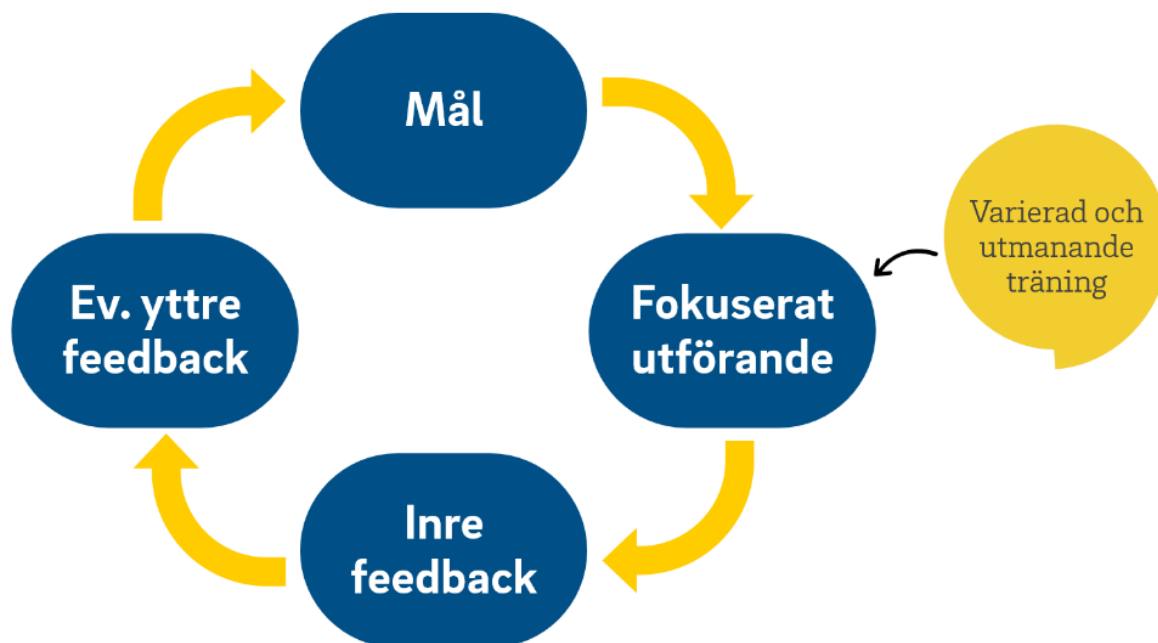 Mål
Fokuserat
utförande
Varierad och
utmanande
träning
Inre
feedback
Ev. yttre
feedback